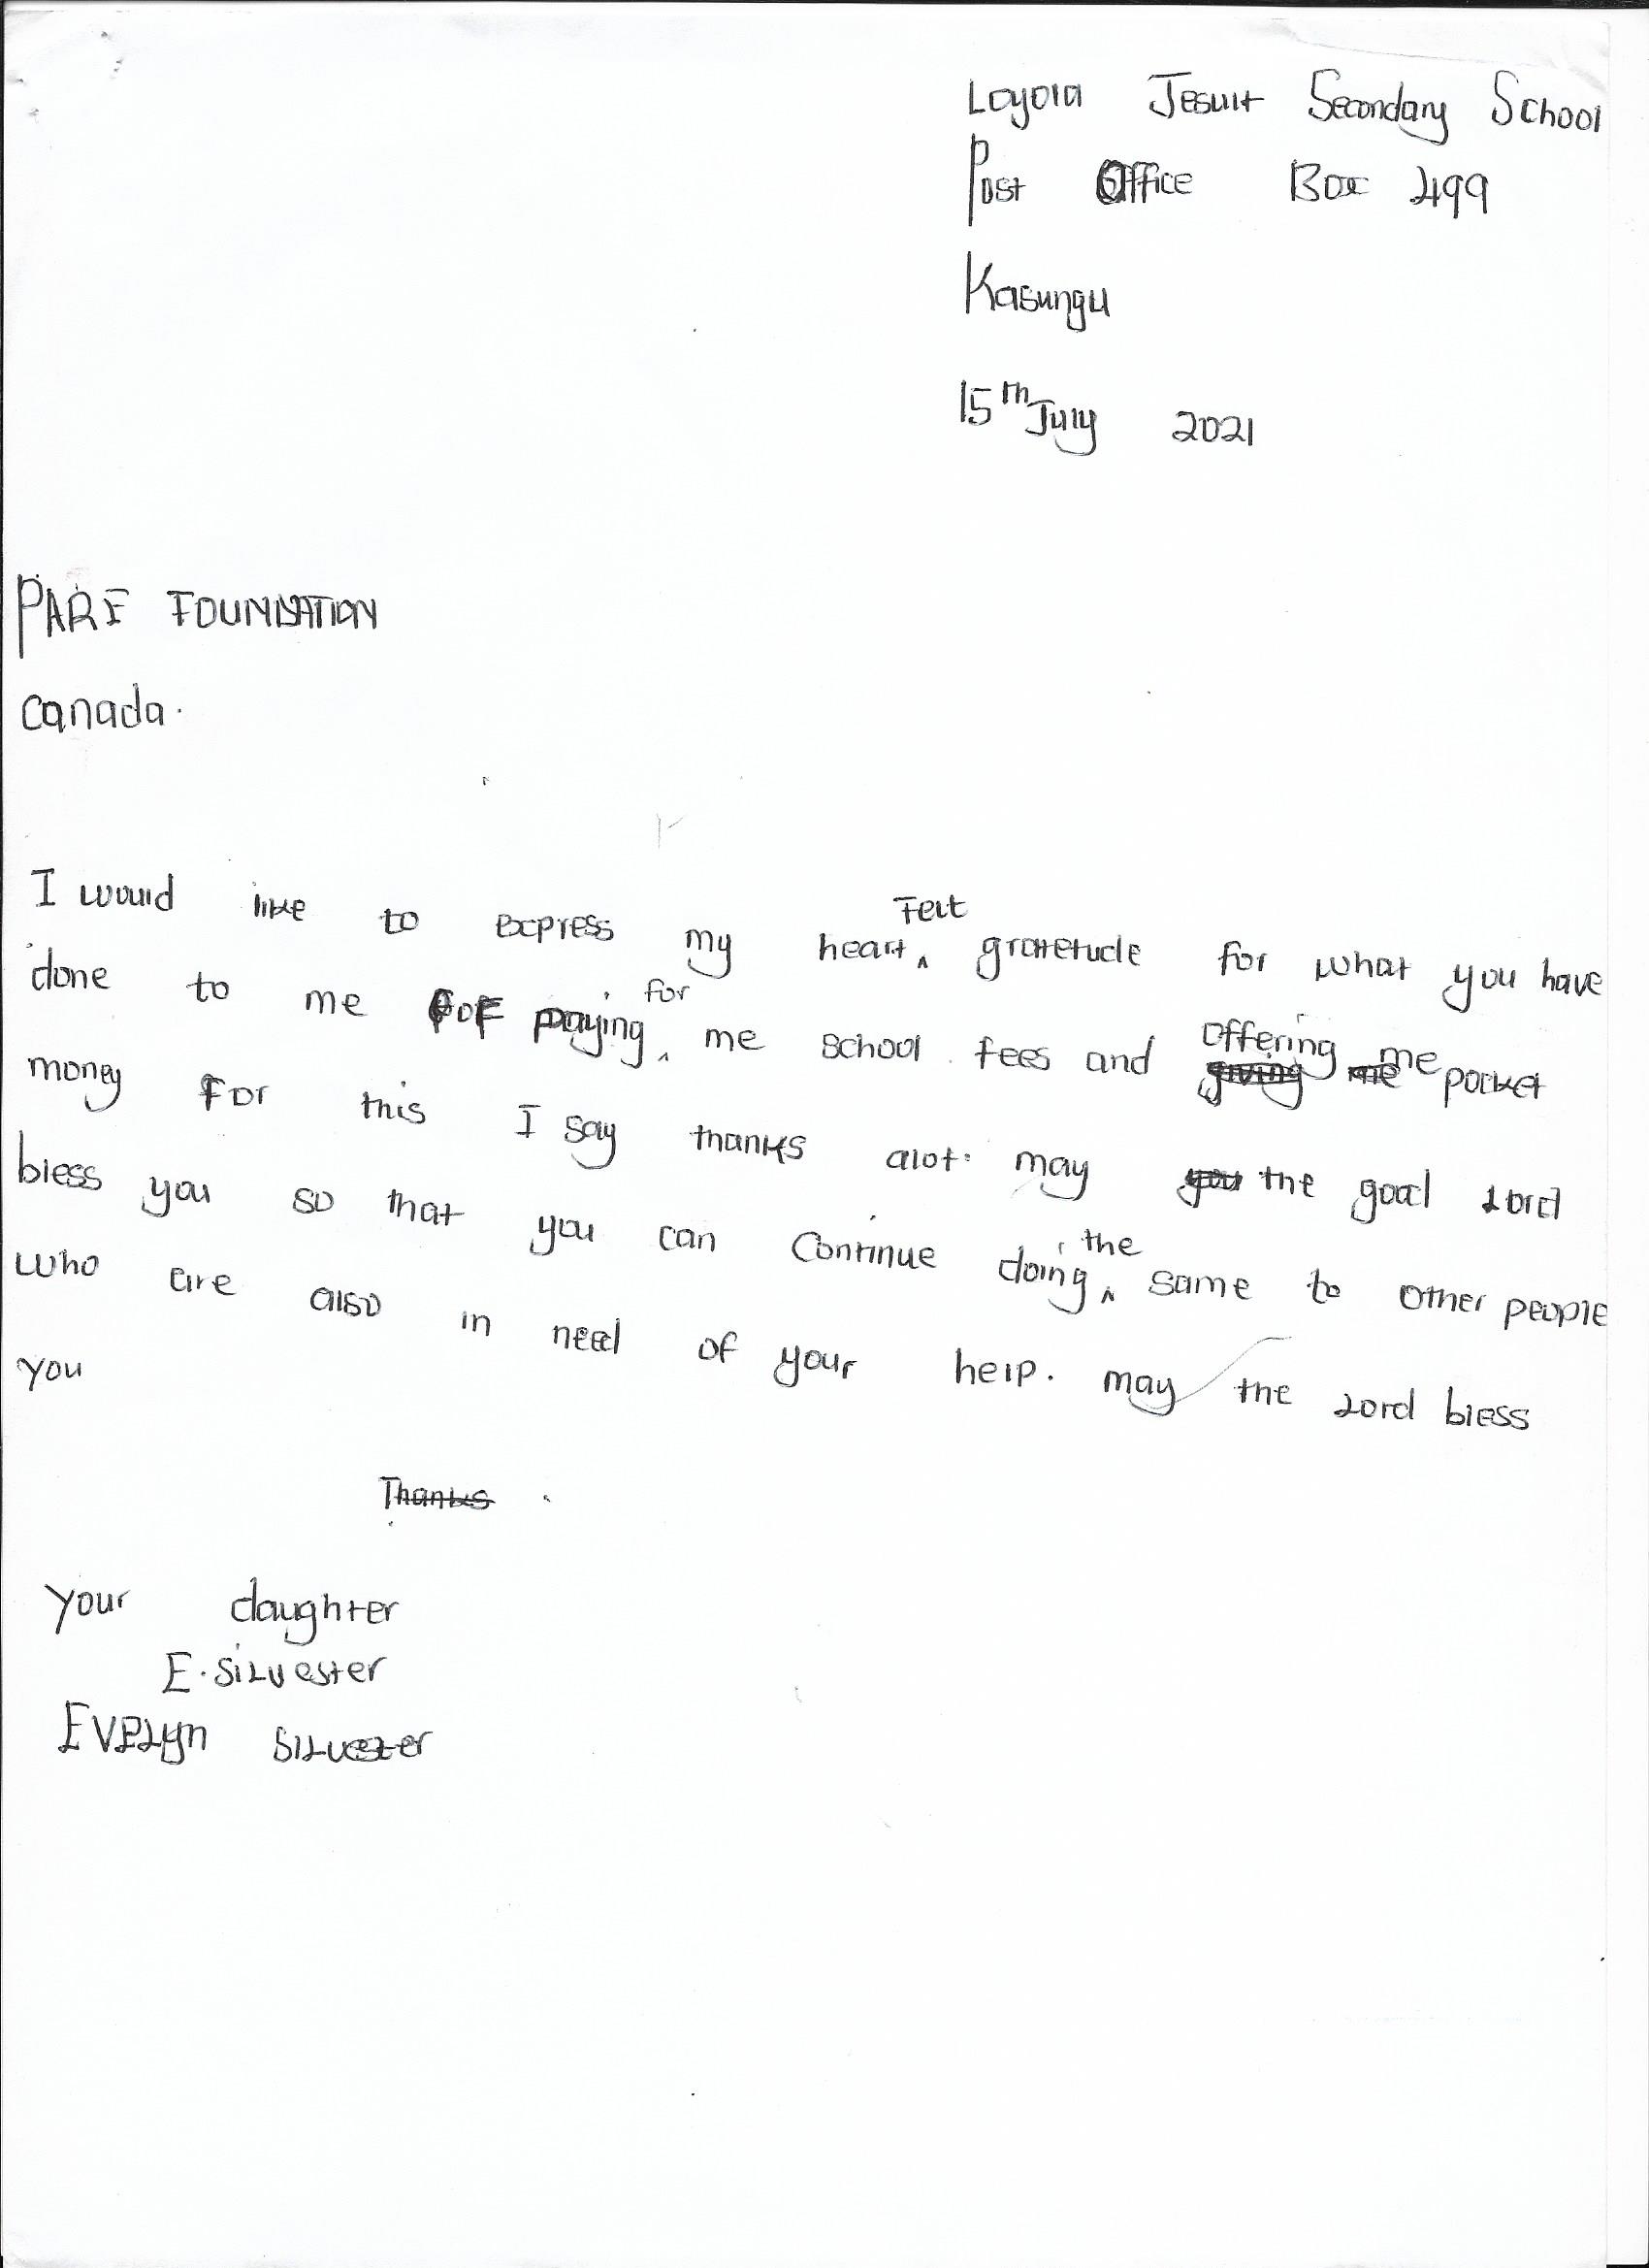 Loyola Jesuit Secondary School
Post Office Box 499
Kasungu
15th July 2021
PARF FOUNDATION
Canada.
I would like to express my heart felt gratetude for what you have
done to me for paying for me school fees and offering me pocket
money For this I say thanks alot. may the good Lord
bless you so that you can Continue doing the same to other people
who are also in need of your help. may the Lord bless
you
Thanks
Your daughter
E. Silvester
Evelyn Silvester